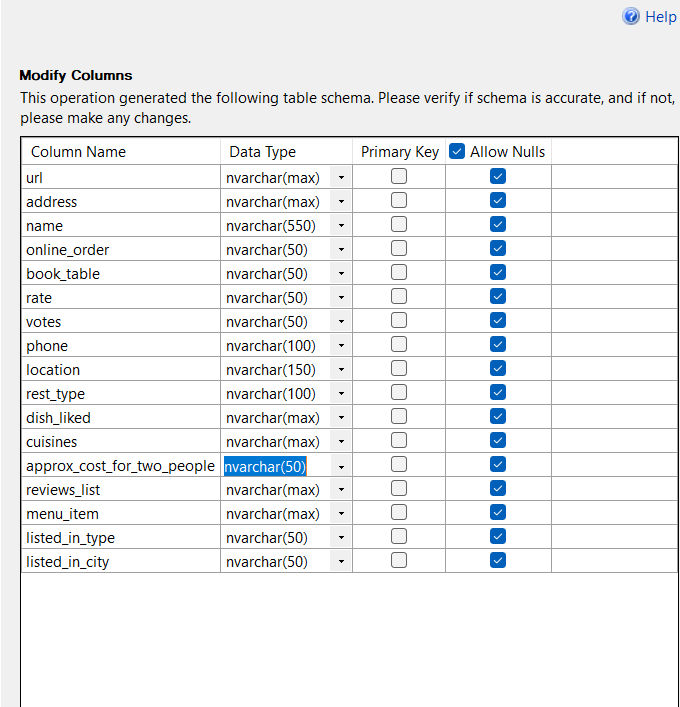 Help
Modify Columns
This operation generated the following table schema. Please verify if schema is accurate, and if not,
please make any changes.
Column Name Data Type Primary Key Allow Nulls
url nvarchar(max)
address nvarchar(max)
name nvarchar(550)
online_order nvarchar(50)
book_table nvarchar(50)
rate nvarchar(50)
votes nvarchar(50)
phone nvarchar(100)
location nvarchar(150)
rest_type nvarchar(100)
dish_liked nvarchar(max)
cuisines nvarchar(max)
approx_cost_for_two_people nvarchar(50)
reviews_list nvarchar(max)
menu_item nvarchar(max)
listed_in_type nvarchar(50)
listed_in_city nvarchar(50)